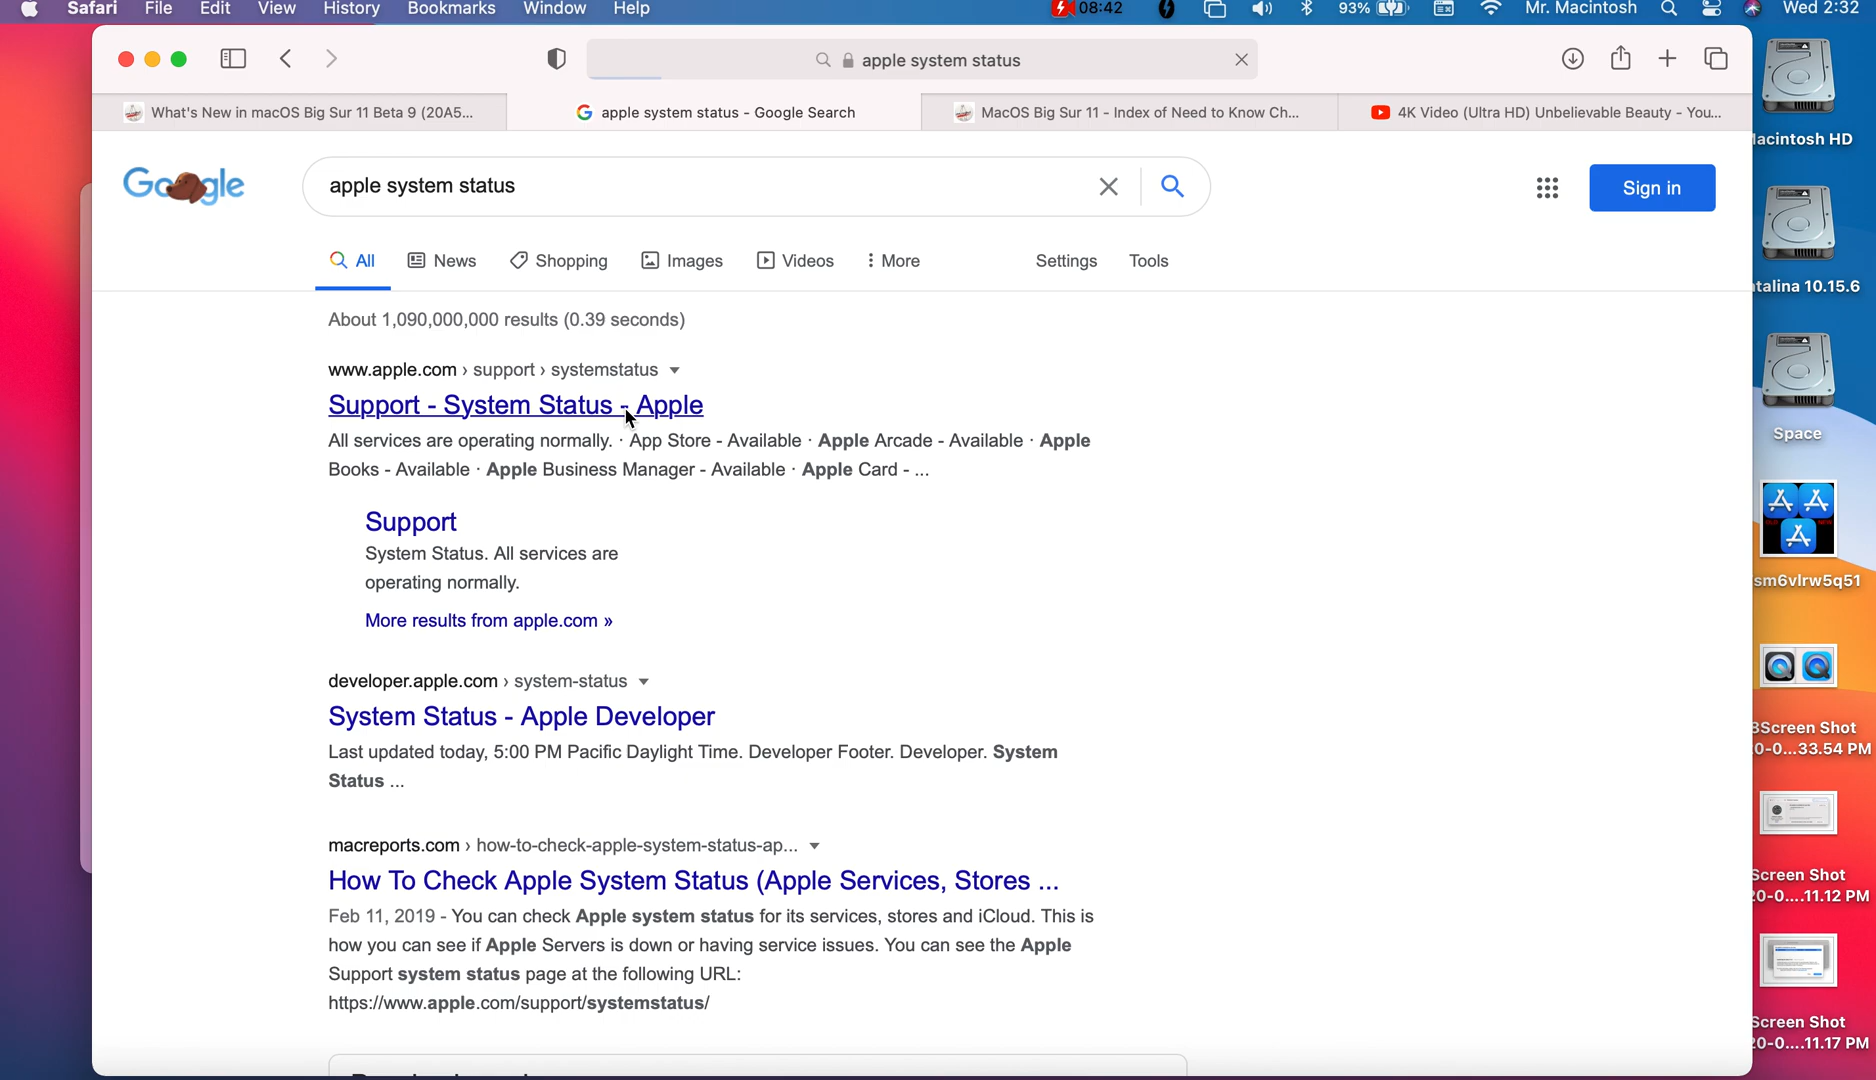 Safari File Edit View History Bookmarks Window Help 08:42 93% Mr. Macintosh Wed 2:32
apple system status
What's New in macOS Big Sur 11 Beta 9 (20A5...
apple system status - Google Search
MacOS Big Sur 11 - Index of Need to Know Ch...
4K Video (Ultra HD) Unbelievable Beauty - You...
Google
apple system status
Sign in
All News Shopping Images Videos More Settings Tools
About 1,090,000,000 results (0.39 seconds)
www.apple.com › support › systemstatus
Support - System Status - Apple
All services are operating normally. · App Store - Available · Apple Arcade - Available · Apple
Books - Available · Apple Business Manager - Available · Apple Card - ...
Support
System Status. All services are
operating normally.
More results from apple.com »
developer.apple.com › system-status
System Status - Apple Developer
Last updated today, 5:00 PM Pacific Daylight Time. Developer Footer. Developer. System
Status ...
macreports.com › how-to-check-apple-system-status-ap...
How To Check Apple System Status (Apple Services, Stores ...
Feb 11, 2019 - You can check Apple system status for its services, stores and iCloud. This is
how you can see if Apple Servers is down or having service issues. You can see the Apple
Support system status page at the following URL:
https://www.apple.com/support/systemstatus/
acintosh HD
talina 10.15.6
Space
sm6vlrw5q51
Screen Shot
0-0...33.54 PM
Screen Shot
20-0....11.12 PM
Screen Shot
20-0....11.17 PM